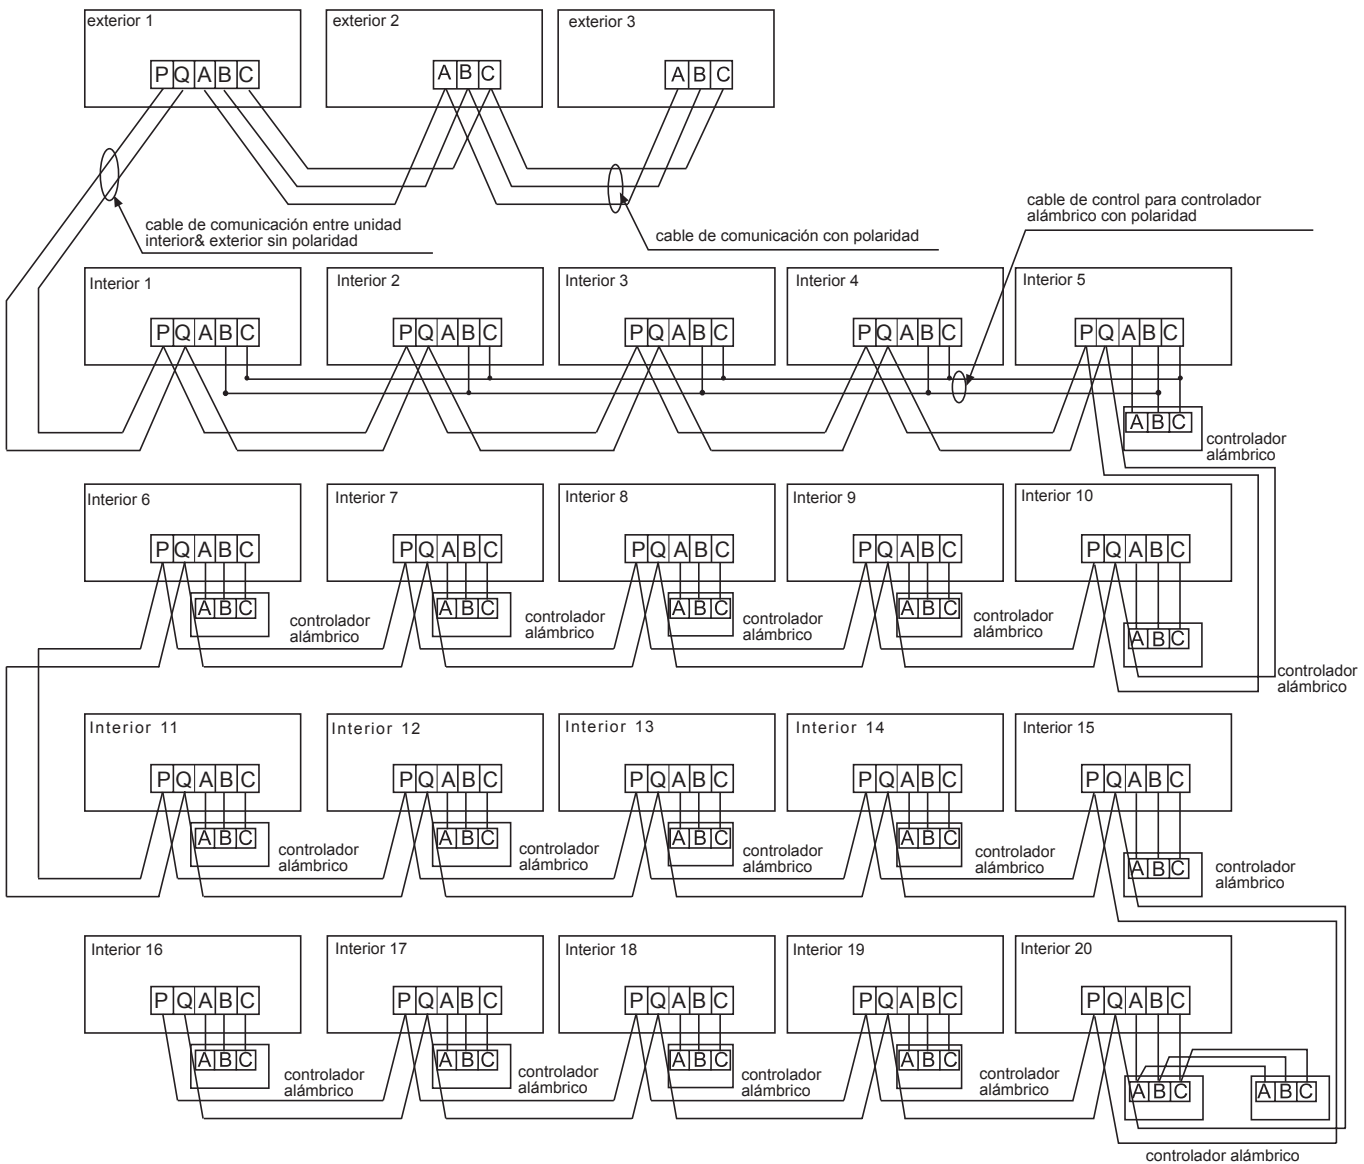 exterior 1
exterior 2
exterior 3
P Q A B C
A B C
A B C
cable de comunicación entre unidad
interior& exterior sin polaridad
cable de comunicación con polaridad
cable de control para controlador
alámbrico con polaridad
Interior 1
Interior 2
Interior 3
Interior 4
Interior 5
P Q A B C
P Q A B C
P Q A B C
P Q A B C
P Q A B C
A B C
controlador
alámbrico
Interior 6
Interior 7
Interior 8
Interior 9
Interior 10
P Q A B C
P Q A B C
P Q A B C
P Q A B C
P Q A B C
A B C
controlador
alámbrico
A B C
controlador
alámbrico
A B C
controlador
alámbrico
A B C
controlador
alámbrico
A B C
controlador
alámbrico
Interior 11
Interior 12
Interior 13
Interior 14
Interior 15
P Q A B C
P Q A B C
P Q A B C
P Q A B C
P Q A B C
A B C
controlador
alámbrico
A B C
controlador
alámbrico
A B C
controlador
alámbrico
A B C
controlador
alámbrico
A B C
controlador
alámbrico
Interior 16
Interior 17
Interior 18
Interior 19
Interior 20
P Q A B C
P Q A B C
P Q A B C
P Q A B C
P Q A B C
A B C
controlador
alámbrico
A B C
controlador
alámbrico
A B C
controlador
alámbrico
A B C
controlador
alámbrico
A B C
A B C
controlador alámbrico